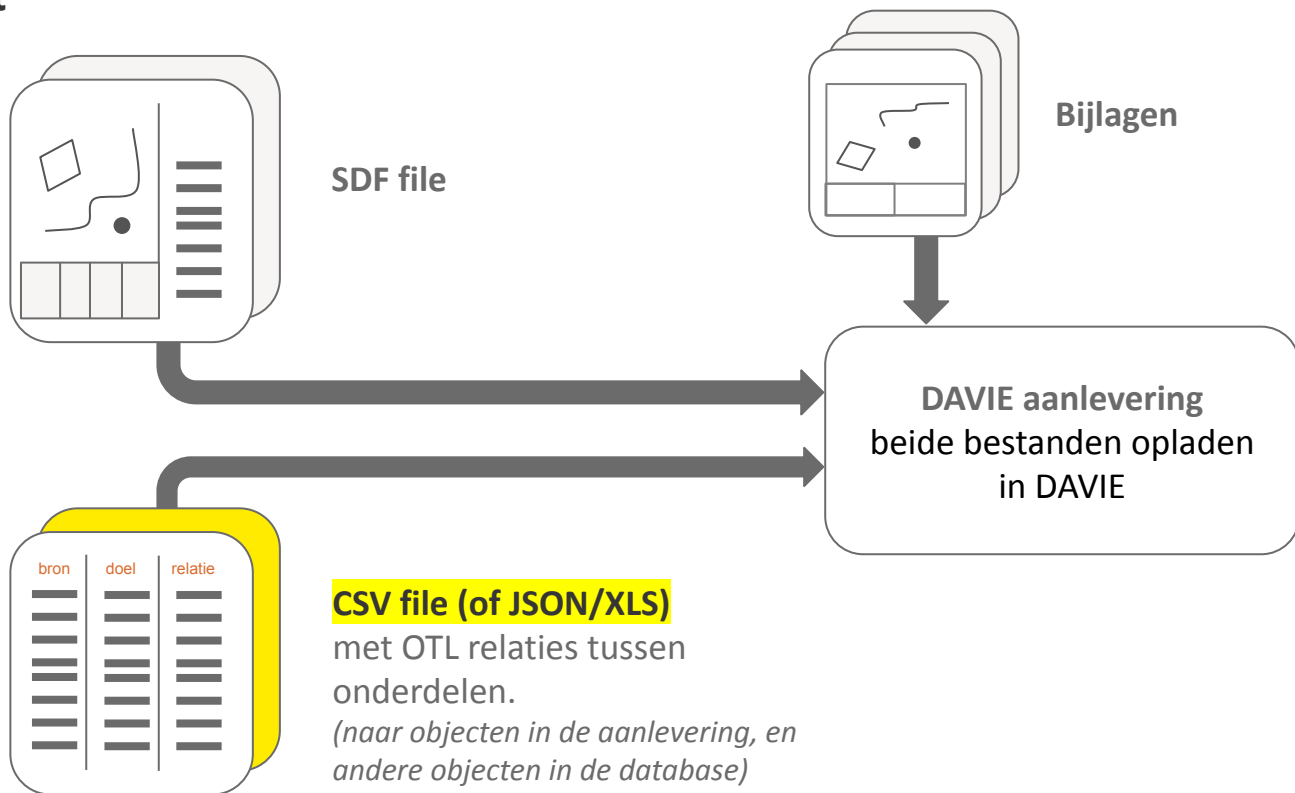 SDF file
Bijlagen
DAVIE aanlevering
beide bestanden opladen
in DAVIE
bron doel relatie
CSV file (of JSON/XLS)
met OTL relaties tussen
onderdelen.
(naar objecten in de aanlevering, en
andere objecten in de database)